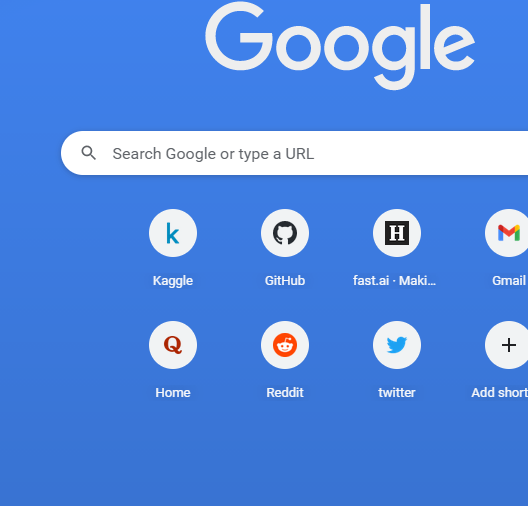 Google
Search Google or type a URL
k
H
M
Kaggle GitHub fast.ai · Maki... Gmail
Q
Home Reddit twitter Add short